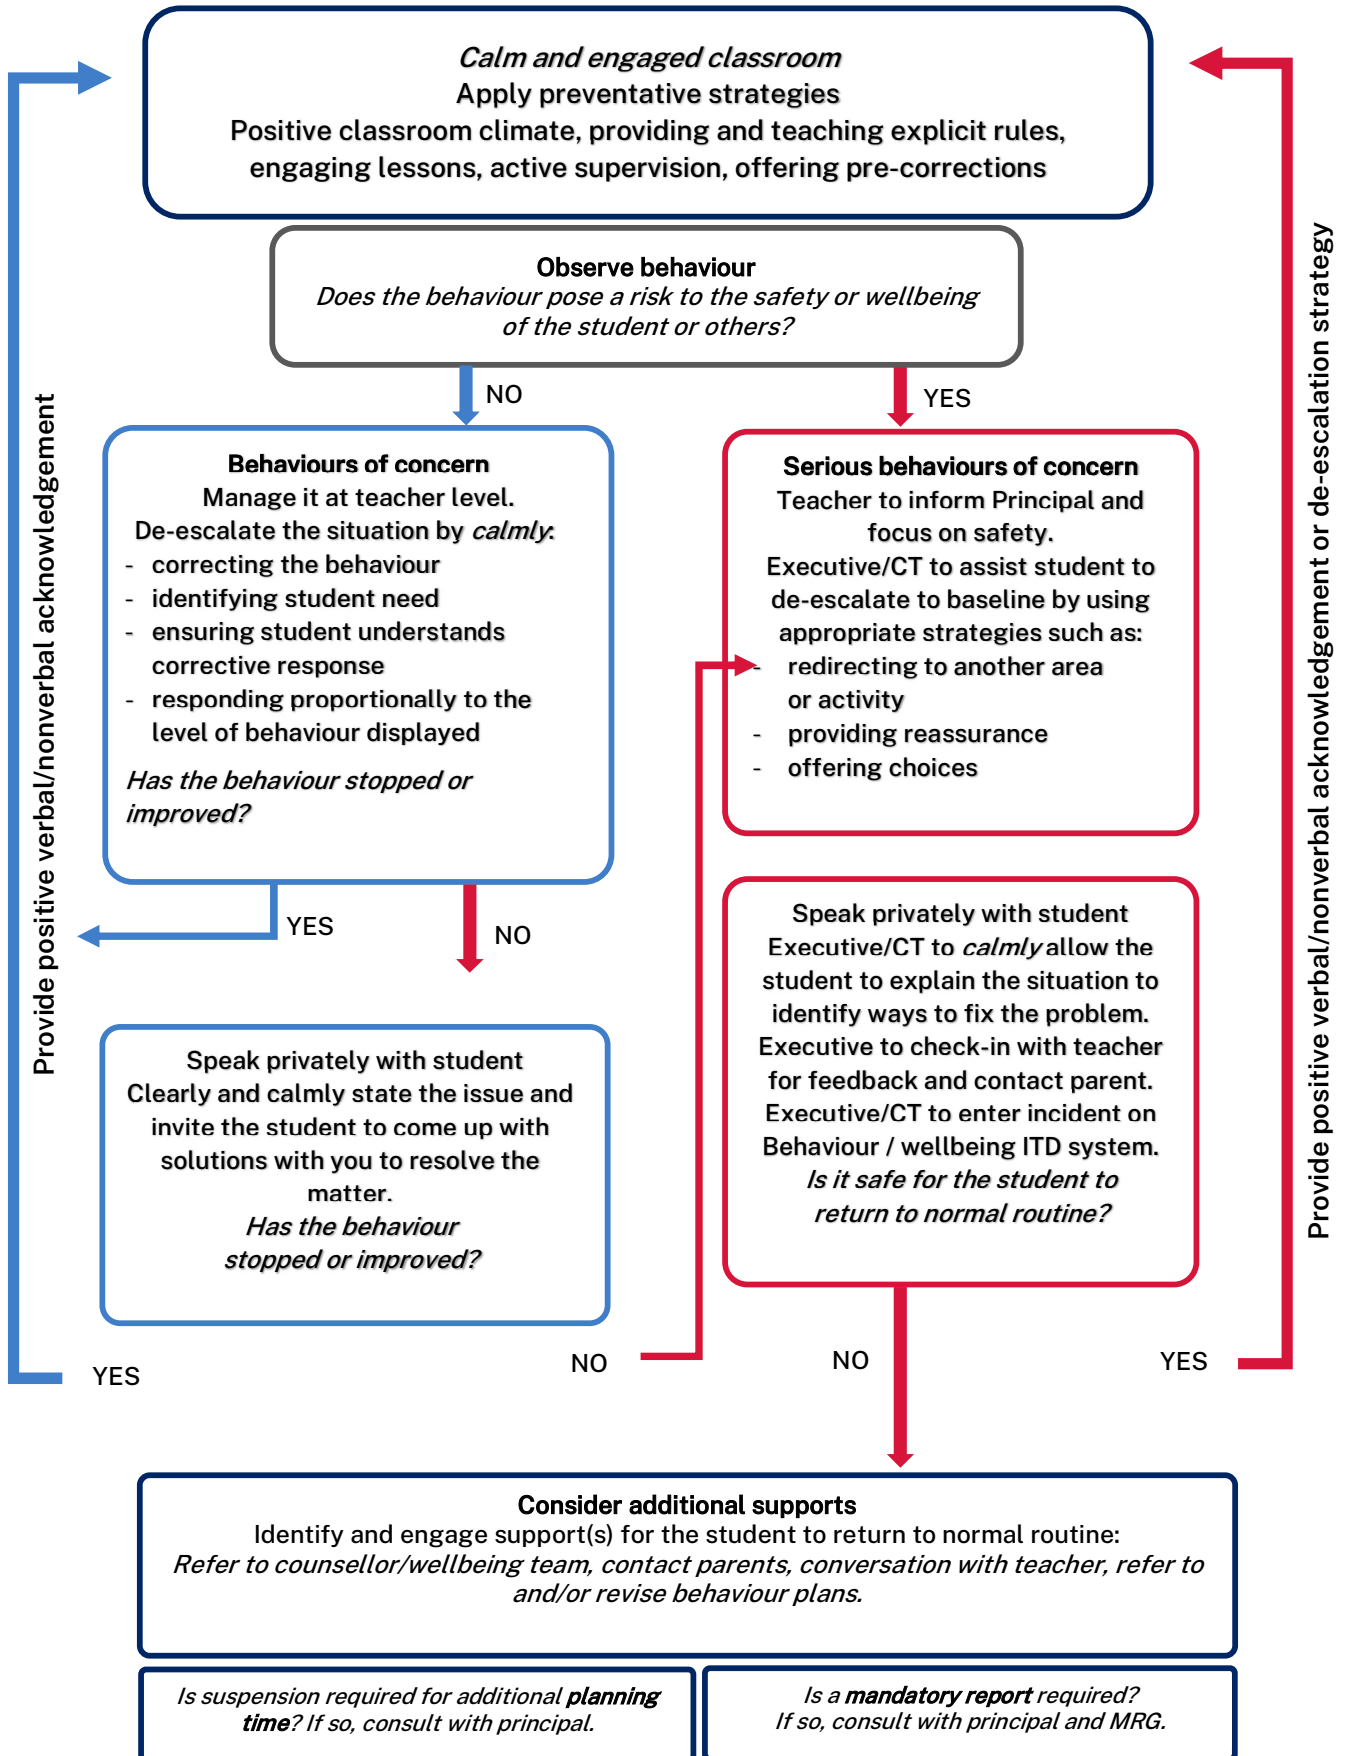 Calm and engaged classroom
Apply preventative strategies
Positive classroom climate, providing and teaching explicit rules,
engaging lessons, active supervision, offering pre-corrections
Observe behaviour
Does the behaviour pose a risk to the safety or wellbeing
of the student or others?
NO
YES
Behaviours of concern
Manage it at teacher level.
De-escalate the situation by calmly:
- correcting the behaviour
- identifying student need
- ensuring student understands
corrective response
- responding proportionally to the
level of behaviour displayed
Has the behaviour stopped or
improved?
Serious behaviours of concern
Teacher to inform Principal and
focus on safety.
Executive/CT to assist student to
de-escalate to baseline by using
appropriate strategies such as:
- redirecting to another area
or activity
- providing reassurance
- offering choices
YES
NO
Speak privately with student
Clearly and calmly state the issue and
invite the student to come up with
solutions with you to resolve the
matter.
Has the behaviour
stopped or improved?
Speak privately with student
Executive/CT to calmly allow the
student to explain the situation to
identify ways to fix the problem.
Executive to check-in with teacher
for feedback and contact parent.
Executive/CT to enter incident on
Behaviour / wellbeing ITD system.
Is it safe for the student to
return to normal routine?
YES
NO
NO
YES
Provide positive verbal/nonverbal acknowledgement
Provide positive verbal/nonverbal acknowledgement or de-escalation strategy
Consider additional supports
Identify and engage support(s) for the student to return to normal routine:
Refer to counsellor/wellbeing team, contact parents, conversation with teacher, refer to
and/or revise behaviour plans.
Is suspension required for additional planning
time? If so, consult with principal.
Is a mandatory report required?
If so, consult with principal and MRG.